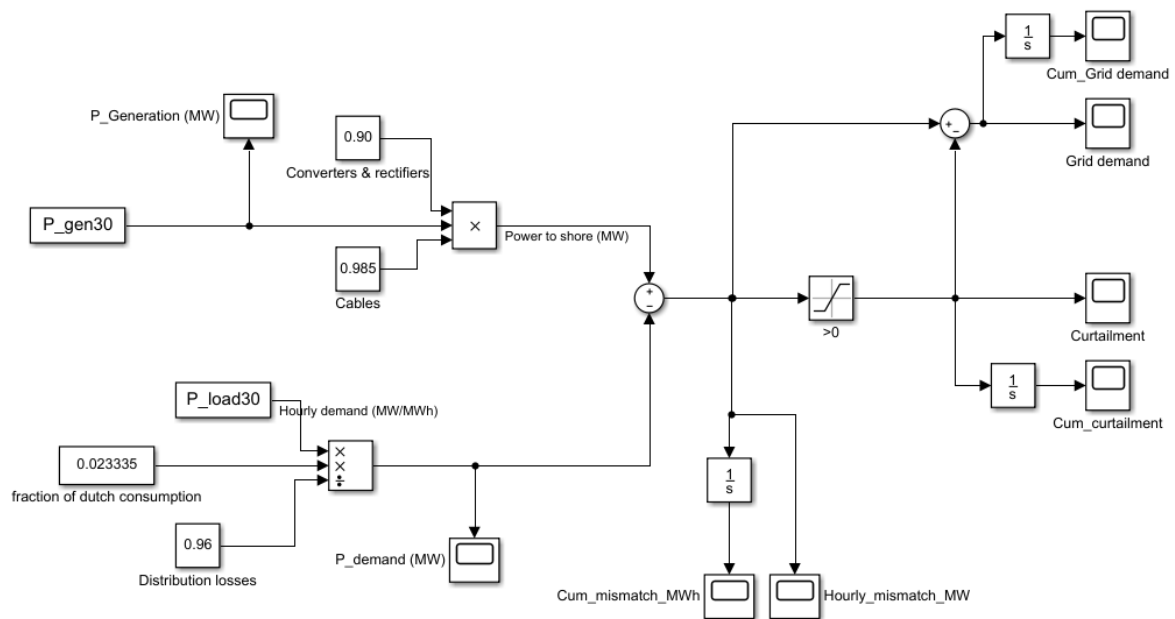 1
s
Cum_Grid demand
P_Generation (MW)
0.90
Converters & rectifiers
+
−
Grid demand
P_gen30
×
Power to shore (MW)
0.985
Cables
+
−
>0
Curtailment
P_load30
Hourly demand (MW/MWh)
1
s
Cum_curtailment
0.023335
fraction of dutch consumption
×
×
÷
1
s
0.96
Distribution losses
P_demand (MW)
Cum_mismatch_MWh
Hourly_mismatch_MW